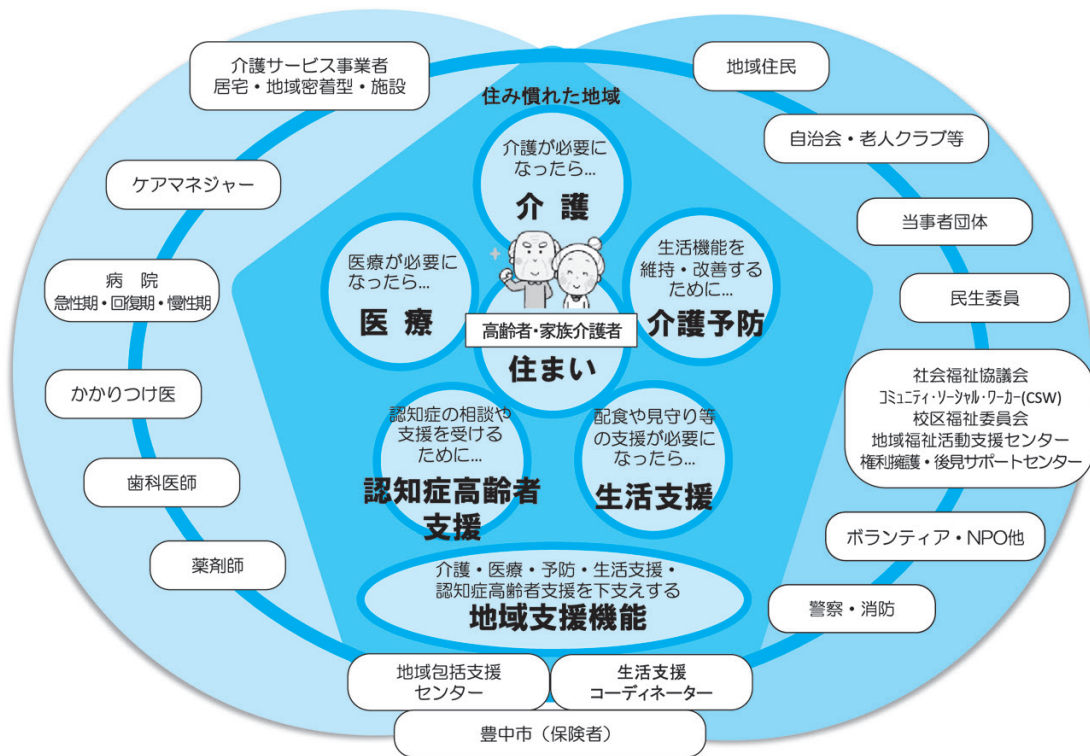 介護サービス事業者
居宅・地域密着型・施設
地域住民
住み慣れた地域
自治会・老人クラブ等
介護が必要に
なったら...
介護
ケアマネジャー
当事者団体
医療が必要に
なったら...
医療
生活機能を
維持・改善する
ために...
介護予防
病院
急性期・回復期・慢性期
民生委員
高齢者・家族介護者
住まい
かかりつけ医
社会福祉協議会
コミュニティ・ソーシャル・ワーカー(CSW)
校区福祉委員会
地域福祉活動支援センター
権利擁護・後見サポートセンター
認知症の相談や
支援を受ける
ために...
認知症高齢者
支援
配食や見守り等
の支援が必要に
なったら...
生活支援
歯科医師
ボランティア・NPO他
薬剤師
介護・医療・予防・生活支援・
認知症高齢者支援を下支えする
地域支援機能
警察・消防
地域包括支援
センター
生活支援
コーディネーター
豊中市（保険者）